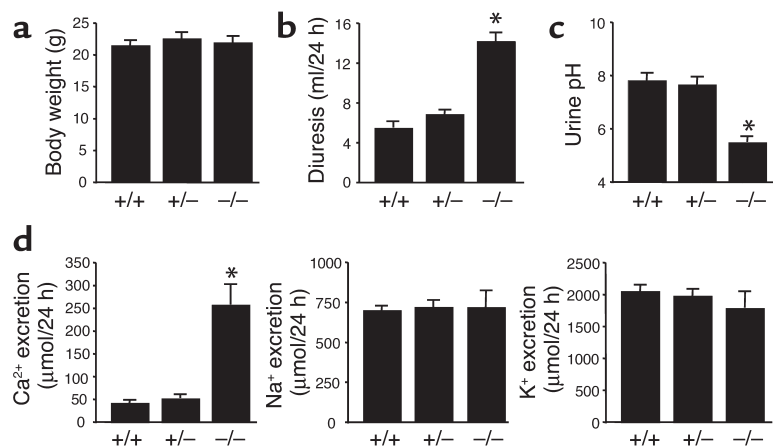 a
Body weight (g)
25
20
15
10
5
0
+/+ +/– –/–
b
Diuresis (ml/24 h)
16
12
8
4
0
*
+/+ +/– –/–
c
Urine pH
10
8
6
4
*
+/+ +/– –/–
d
Ca²⁺ excretion
(μmol/24 h)
350
300
250
200
150
100
50
0
*
+/+ +/– –/–
Na⁺ excretion
(μmol/24 h)
1000
750
500
250
0
+/+ +/– –/–
K⁺ excretion
(μmol/24 h)
2500
2000
1500
1000
500
0
+/+ +/– –/–